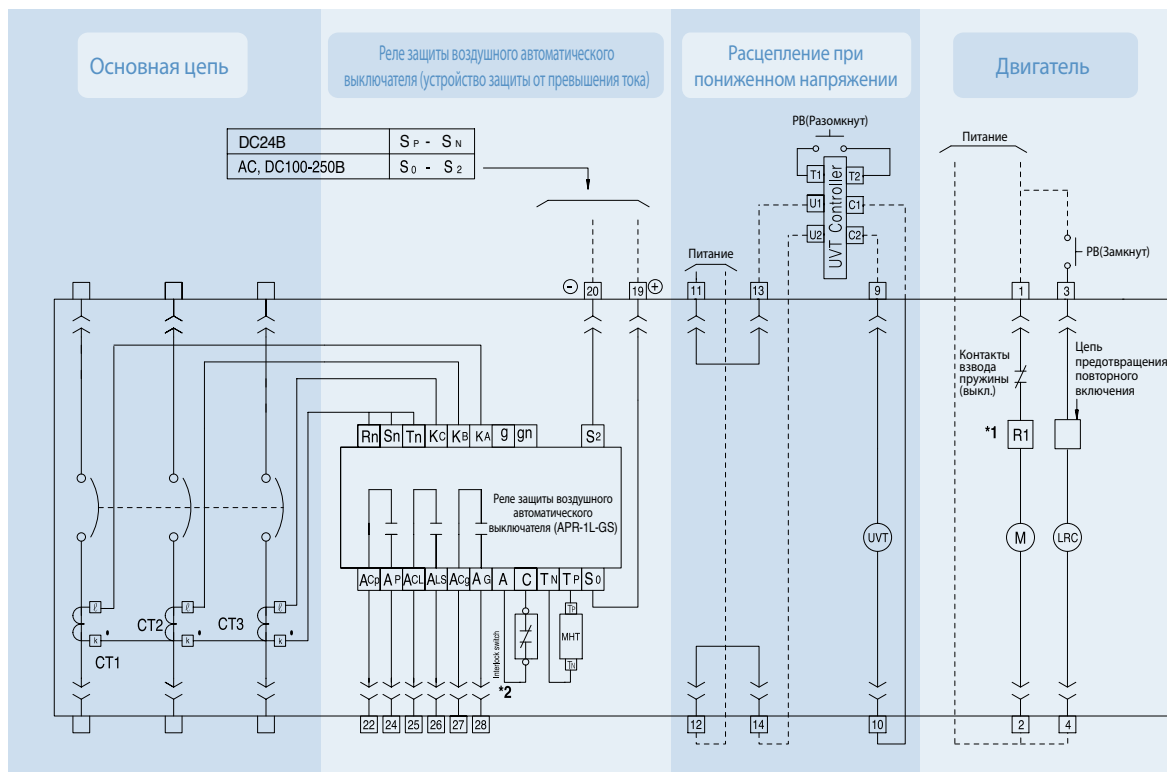 Основная цепь
Реле защиты воздушного автоматического
выключателя (устройство защиты от превышения тока)
Расцепление при
пониженном напряжении
Двигатель
DC24В
SP - SN
AC, DC100-250В
S0 - S2
РВ(Разомкнут)
T1
T2
U1
C1
U2
C2
UVT Controller
Питание
Питание
РВ(Замкнут)
20
19
11
13
9
1
3
Контакты
взвода
пружины
(выкл.)
Цепь
предотвращения
повторного
включения
*1
R1
Rn
Sn
Tn
KC
KB
KA
g
gn
S2
Реле защиты воздушного
автоматического
выключателя (APR-1L-GS)
UVT
M
LRC
ACp
AP
ACL
ALS
ACg
AG
A
C
TN
TP
S0
ℓ
k
CT1
ℓ
k
CT2
ℓ
k
CT3
Interlock switch
*2
TP
MHT
TN
22
24
25
26
27
28
12
14
10
2
4